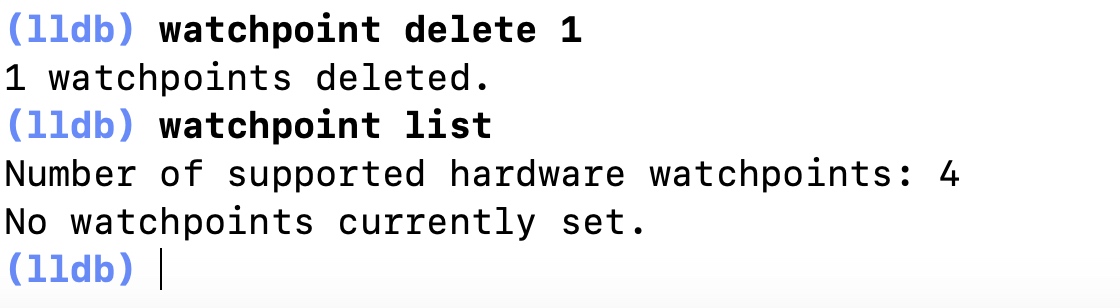 (lldb) watchpoint delete 1
1 watchpoints deleted.
(lldb) watchpoint list
Number of supported hardware watchpoints: 4
No watchpoints currently set.
(lldb)